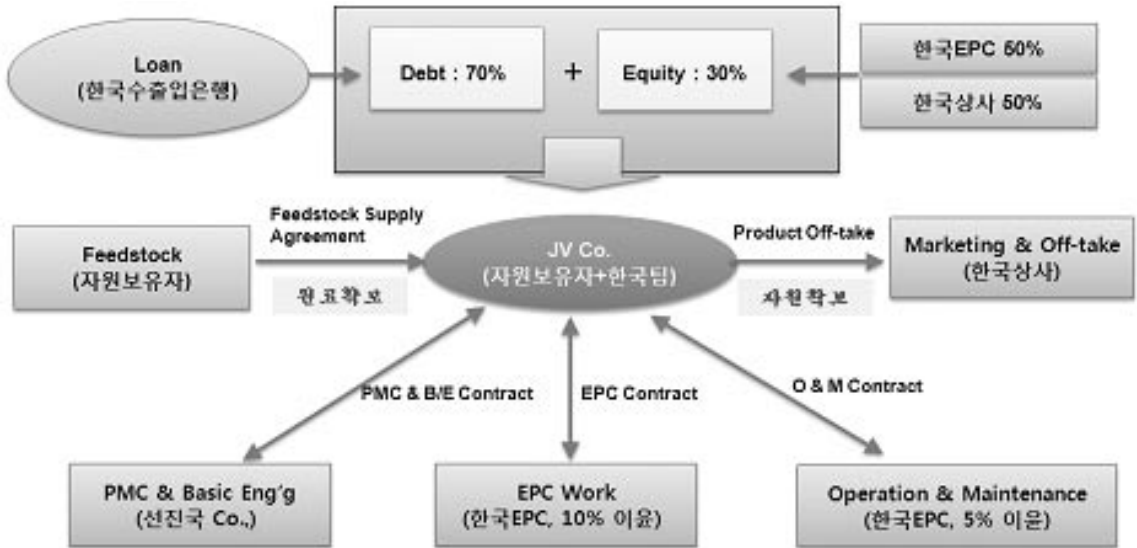 Loan
(한국수출입은행)
Debt : 70%
+
Equity : 30%
한국EPC 50%
한국상사 50%
Feedstock
(자원보유자)
Feedstock Supply
Agreement
원료확보
JV Co.
(자원보유자+한국팀)
Product Off-take
자원확보
Marketing & Off-take
(한국상사)
PMC & B/E Contract
EPC Contract
O & M Contract
PMC & Basic Eng'g
(선진국 Co.,)
EPC Work
(한국EPC, 10% 이윤)
Operation & Maintenance
(한국EPC, 5% 이윤)